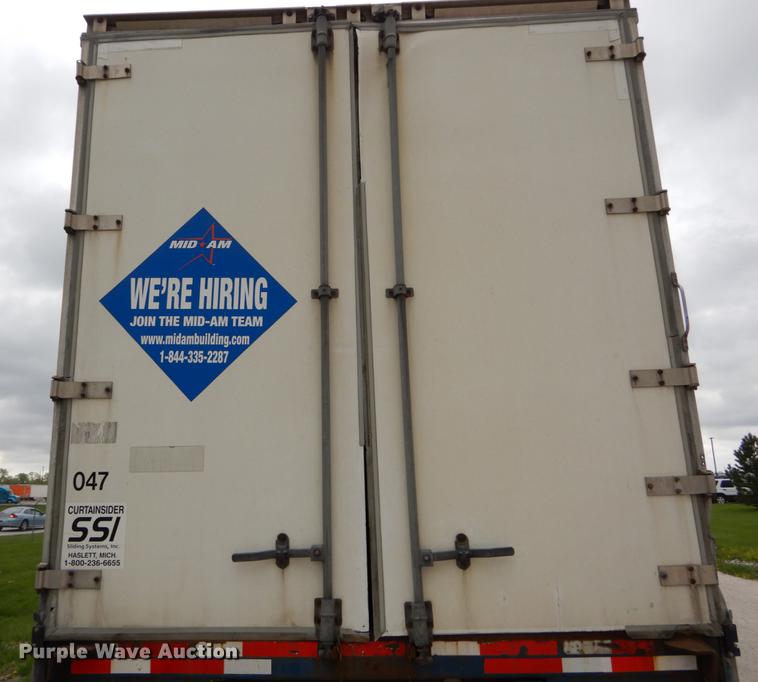 MID AM
WE'RE HIRING
JOIN THE MID-AM TEAM
www.midambuilding.com
1-844-335-2287
047
CURTAINSIDER
SSI
Sliding Systems, Inc.
HASLETT, MICH.
1-800-236-6655
Purple Wave Auction